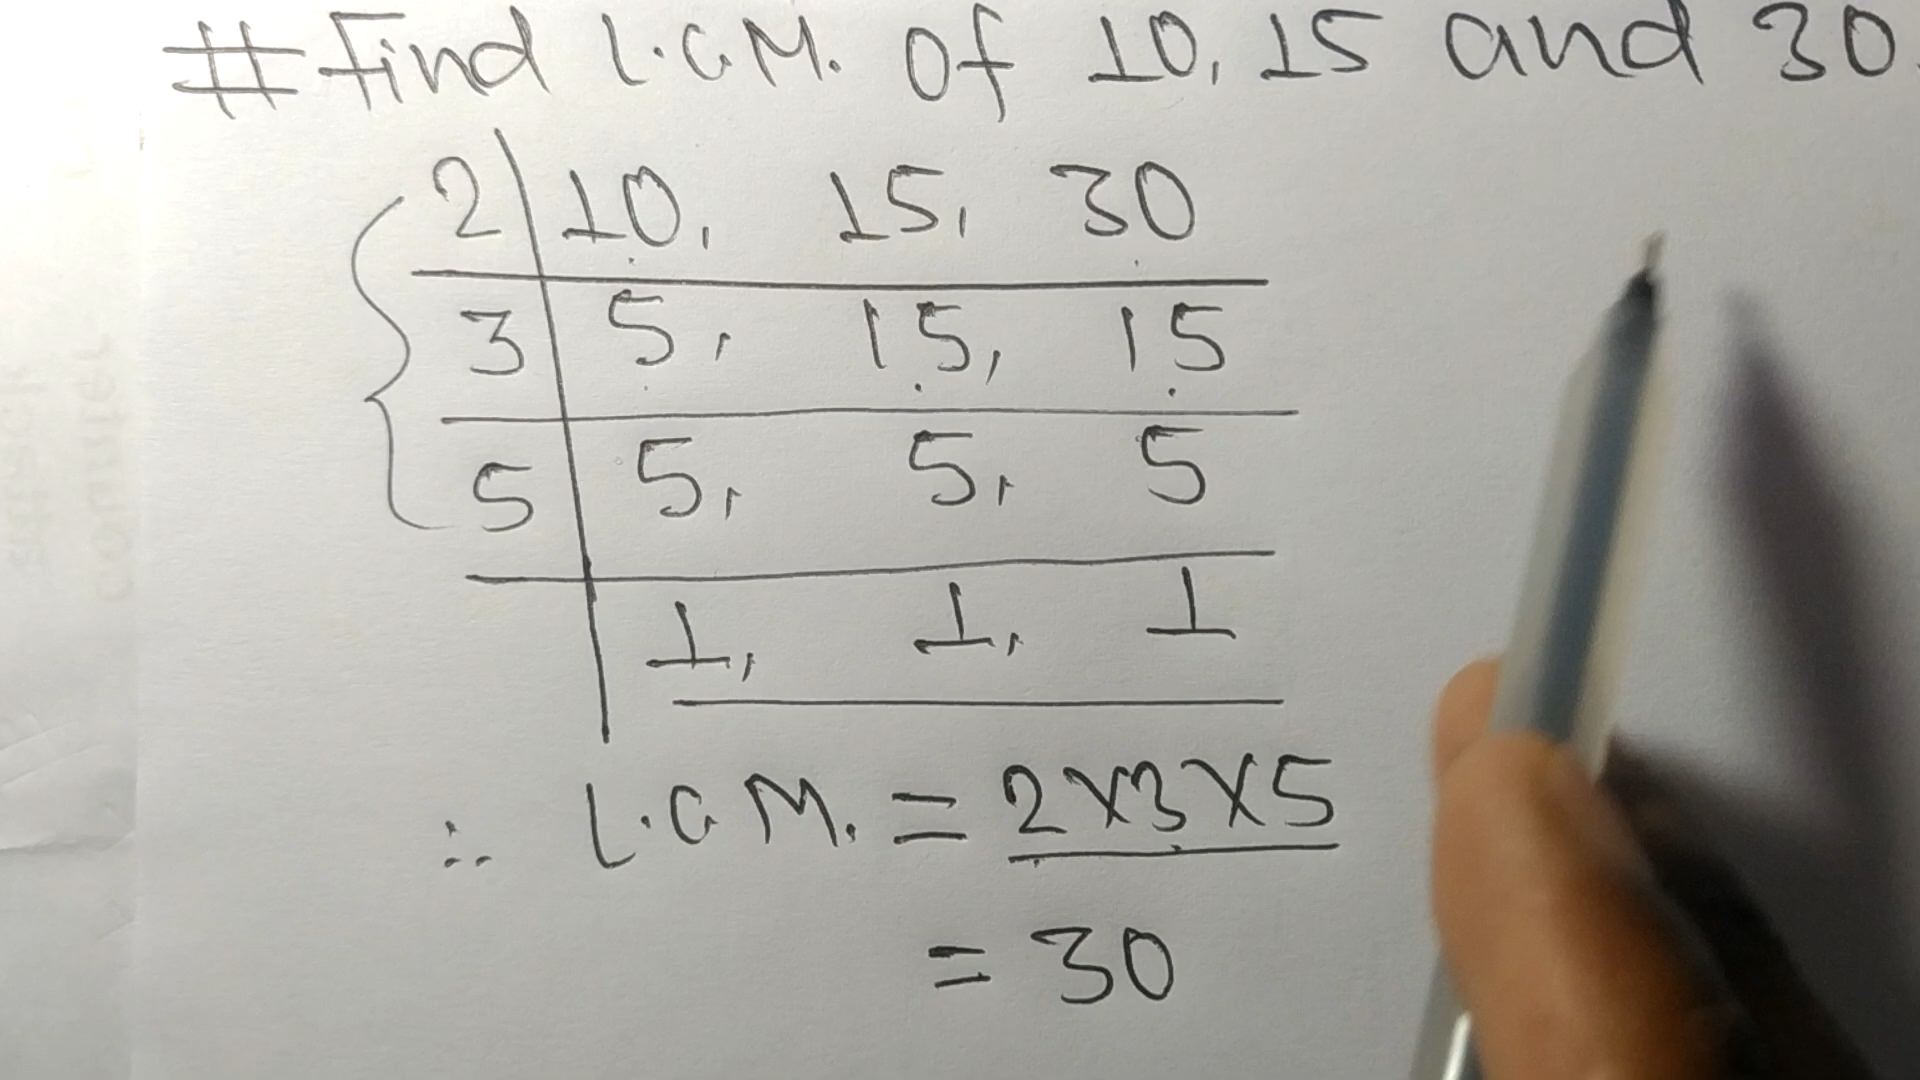 # Find L.C.M. of 10, 15 and 30.
2 | 10, 15, 30
3 | 5, 15, 15
5 | 5, 5, 5
1, 1, 1
∴ L.C.M. = 2×3×5
= 30